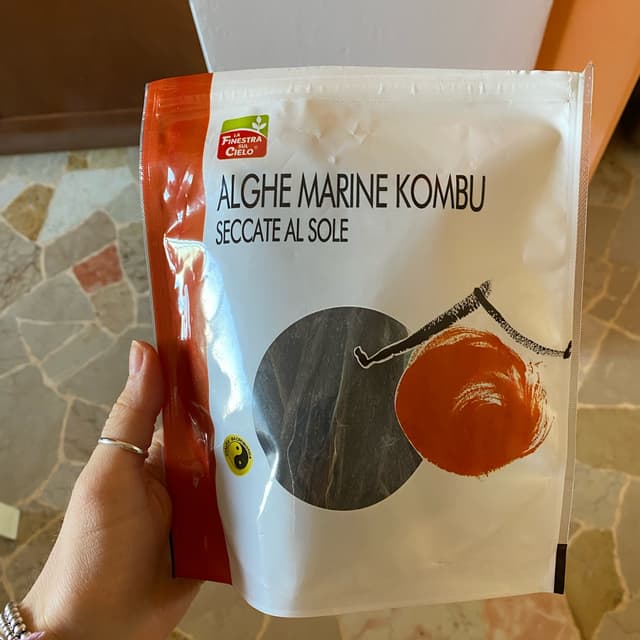 LA
FINESTRA
SUL
CIELO®
ALGHE MARINE KOMBU
SECCATE AL SOLE